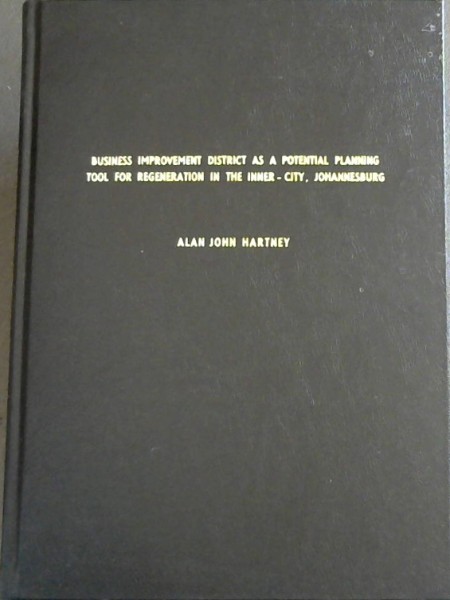 BUSINESS IMPROVEMENT DISTRICT AS A POTENTIAL PLANNING
TOOL FOR REGENERATION IN THE INNER - CITY, JOHANNESBURG
ALAN JOHN HARTNEY